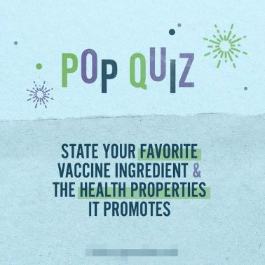 POP QUIZ
STATE YOUR FAVORITE
VACCINE INGREDIENT &
THE HEALTH PROPERTIES
IT PROMOTES